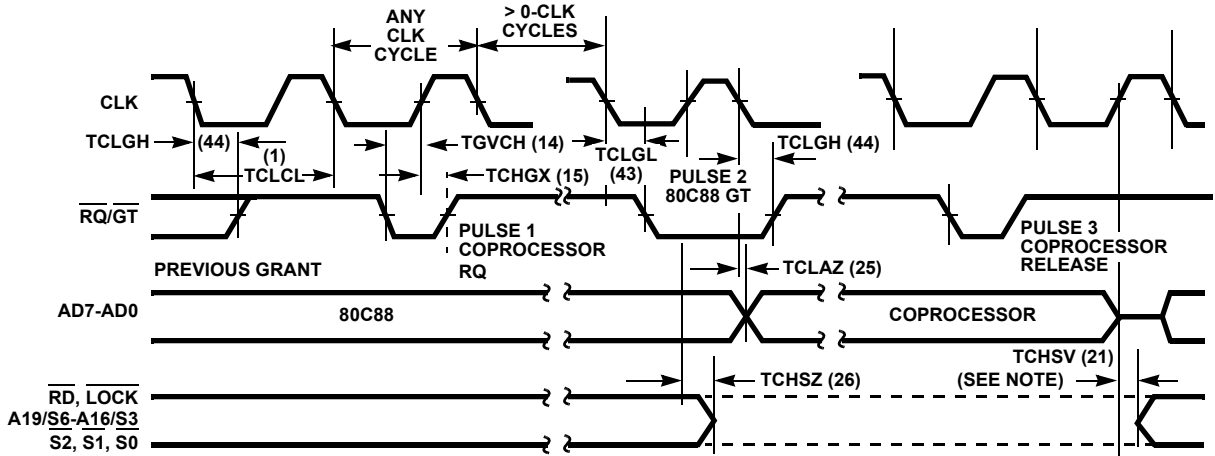 ANY
CLK
CYCLE
> 0-CLK
CYCLES
CLK
TCLGH
(44)
(1)
TCLCL
TGVCH (14)
TCHGX (15)
TCLGL
(43)
PULSE 2
80C88 GT
TCLGH (44)
RQ/GT
PULSE 1
COPROCESSOR
RQ
PULSE 3
COPROCESSOR
RELEASE
PREVIOUS GRANT
TCLAZ (25)
AD7-AD0
80C88
COPROCESSOR
TCHSZ (26)
TCHSV (21)
(SEE NOTE)
RD, LOCK
A19/S6-A16/S3
S2, S1, S0